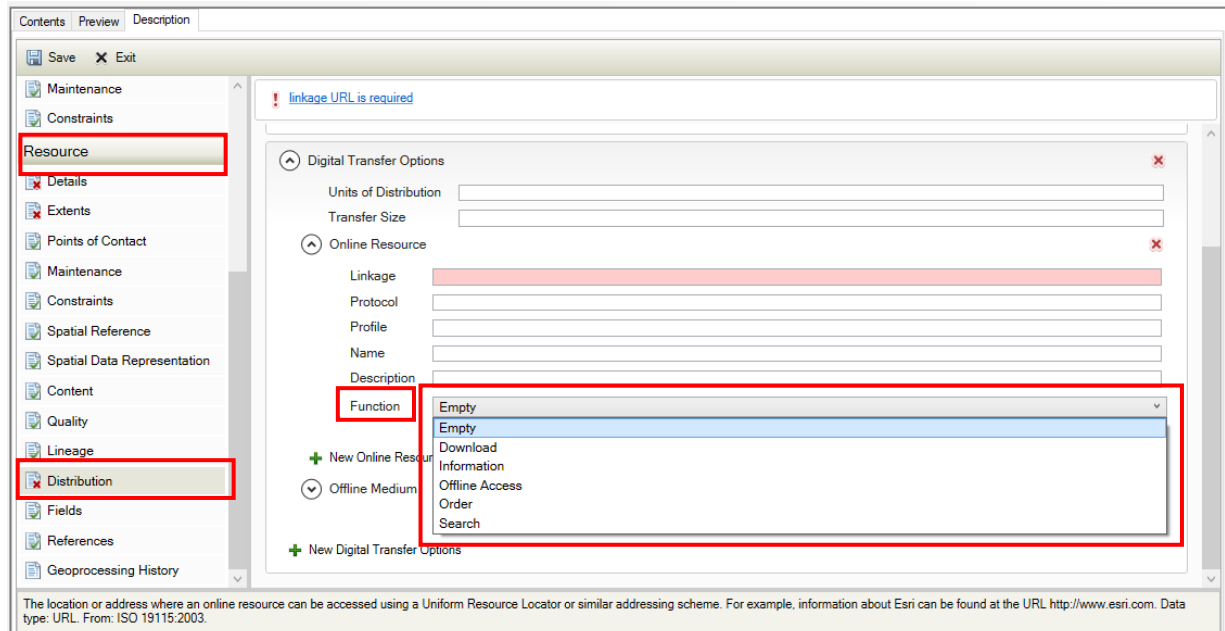 Contents Preview Description
Save Exit
Maintenance
Constraints
Resource
Details
Extents
Points of Contact
Maintenance
Constraints
Spatial Reference
Spatial Data Representation
Content
Quality
Lineage
Distribution
Fields
References
Geoprocessing History
linkage URL is required
Digital Transfer Options
Units of Distribution
Transfer Size
Online Resource
Linkage
Protocol
Profile
Name
Description
Function Empty
Empty
Download
Information
Offline Access
Order
Search
New Online Resour
Offline Medium
New Digital Transfer Options
The location or address where an online resource can be accessed using a Uniform Resource Locator or similar addressing scheme. For example, information about Esri can be found at the URL http://www.esri.com. Data
type: URL. From: ISO 19115:2003.